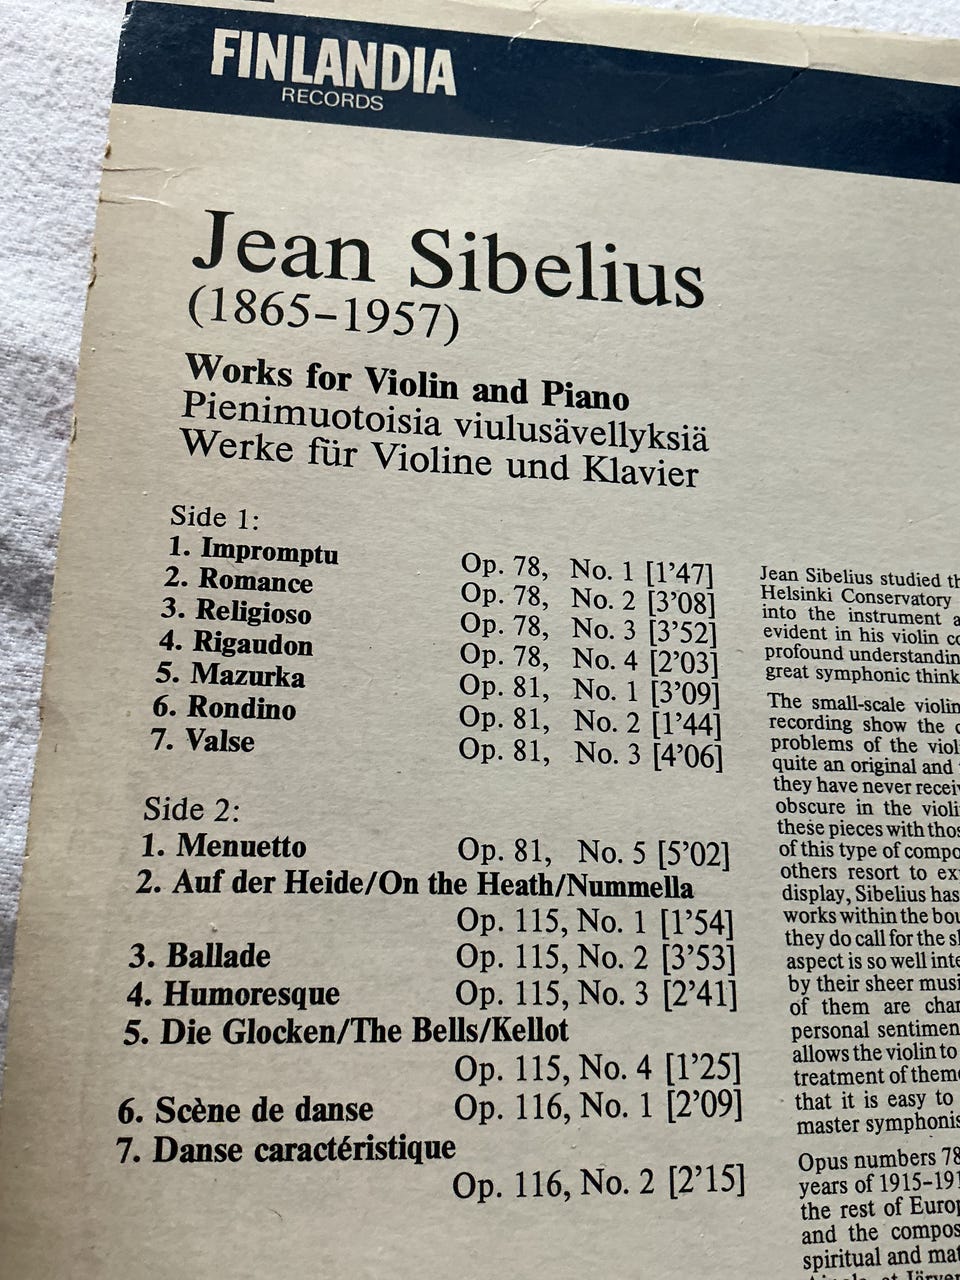 FINLANDIA
RECORDS
Jean Sibelius
(1865–1957)
Works for Violin and Piano
Pienimuotoisia viulusävellyksiä
Werke für Violine und Klavier
Side 1:
1. Impromptu Op. 78, No. 1 [1’47]
2. Romance Op. 78, No. 2 [3’08]
3. Religioso Op. 78, No. 3 [3’52]
4. Rigaudon Op. 78, No. 4 [2’03]
5. Mazurka Op. 81, No. 1 [3’09]
6. Rondino Op. 81, No. 2 [1’44]
7. Valse Op. 81, No. 3 [4’06]
Side 2:
1. Menuetto Op. 81, No. 5 [5’02]
2. Auf der Heide/On the Heath/Nummella
Op. 115, No. 1 [1’54]
3. Ballade Op. 115, No. 2 [3’53]
4. Humoresque Op. 115, No. 3 [2’41]
5. Die Glocken/The Bells/Kellot
Op. 115, No. 4 [1’25]
6. Scène de danse Op. 116, No. 1 [2’09]
7. Danse caractéristique
Op. 116, No. 2 [2’15]
Jean Sibelius studied
Helsinki Conservatory
into the instrument
evident in his violin
profound
great symphonic
The small-scale
recording show the
problems of the
quite an original and
they have never
obscure in the
these pieces with
of this type of
others resort to
display, Sibelius has
works within the
they do call for the
aspect is so well
by their sheer
of them are
personal
allows the violin to
treatment of
that it is easy to
master
Opus numbers 78
years of
the rest of
and the
spiritual and